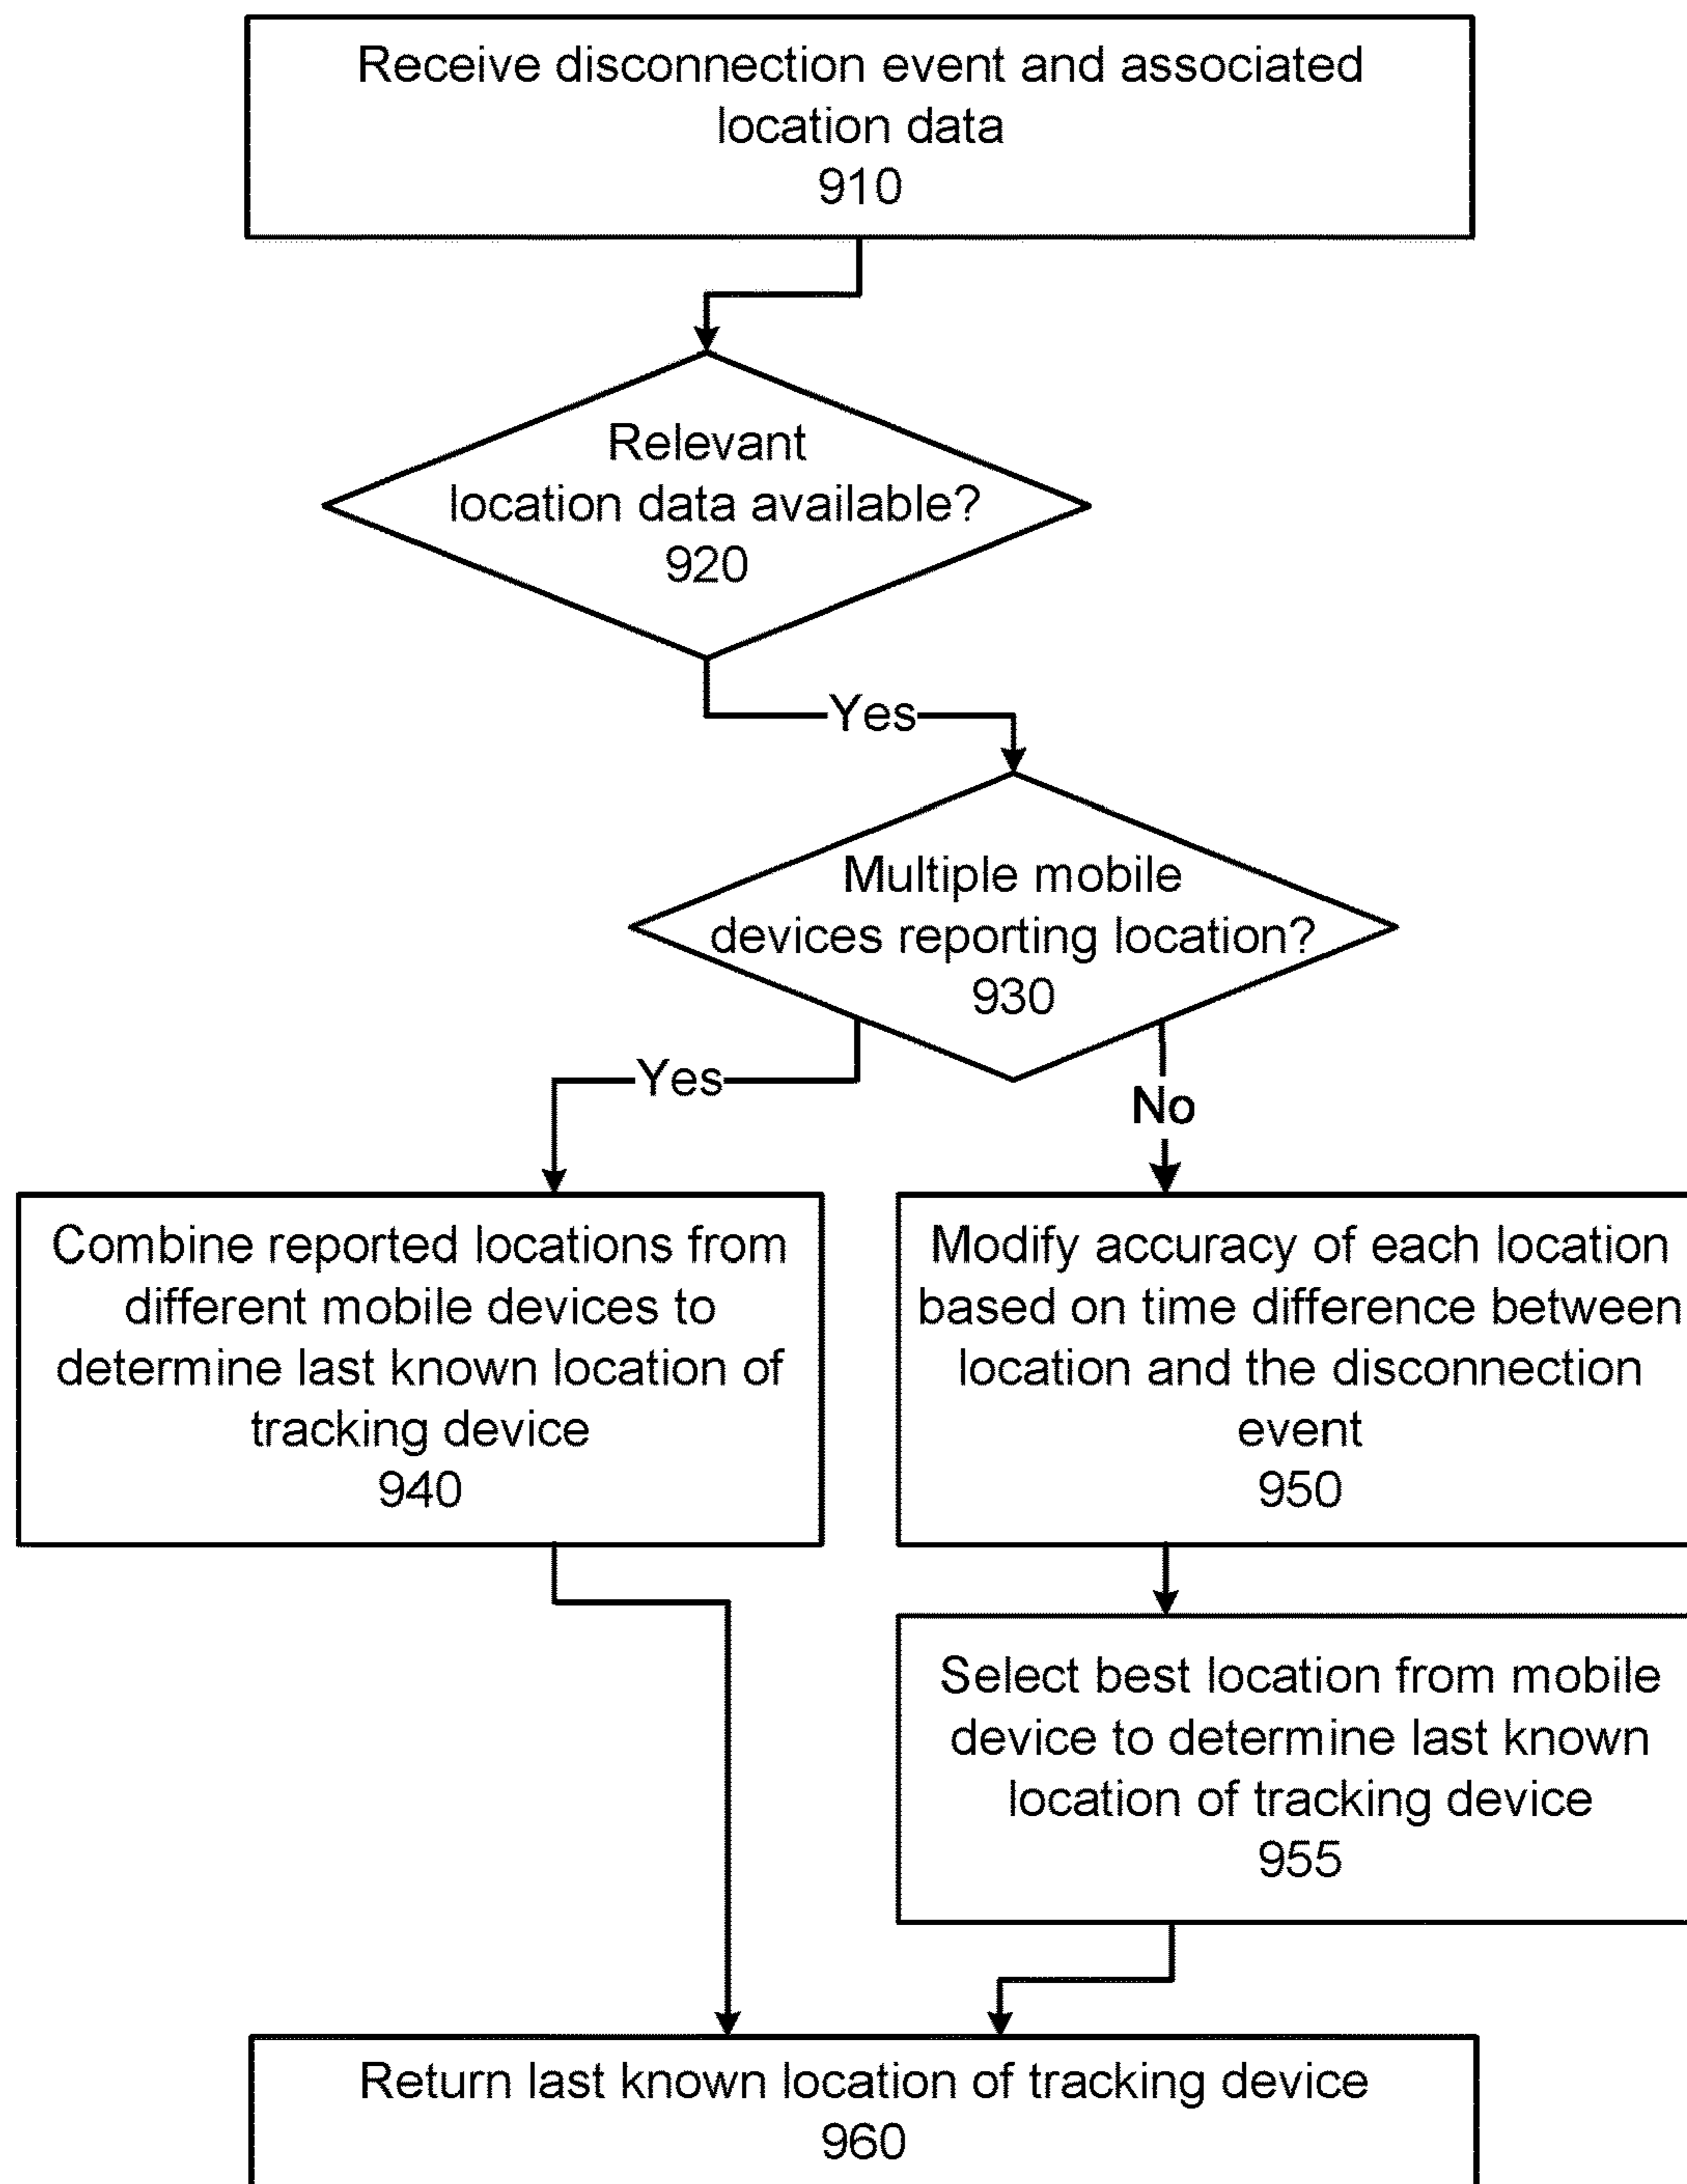 Receive disconnection event and associated
location data
910
Relevant
location data available?
920
Yes
Multiple mobile
devices reporting location?
930
Yes
No
Combine reported locations from
different mobile devices to
determine last known location of
tracking device
940
Modify accuracy of each location
based on time difference between
location and the disconnection
event
950
Select best location from mobile
device to determine last known
location of tracking device
955
Return last known location of tracking device
960